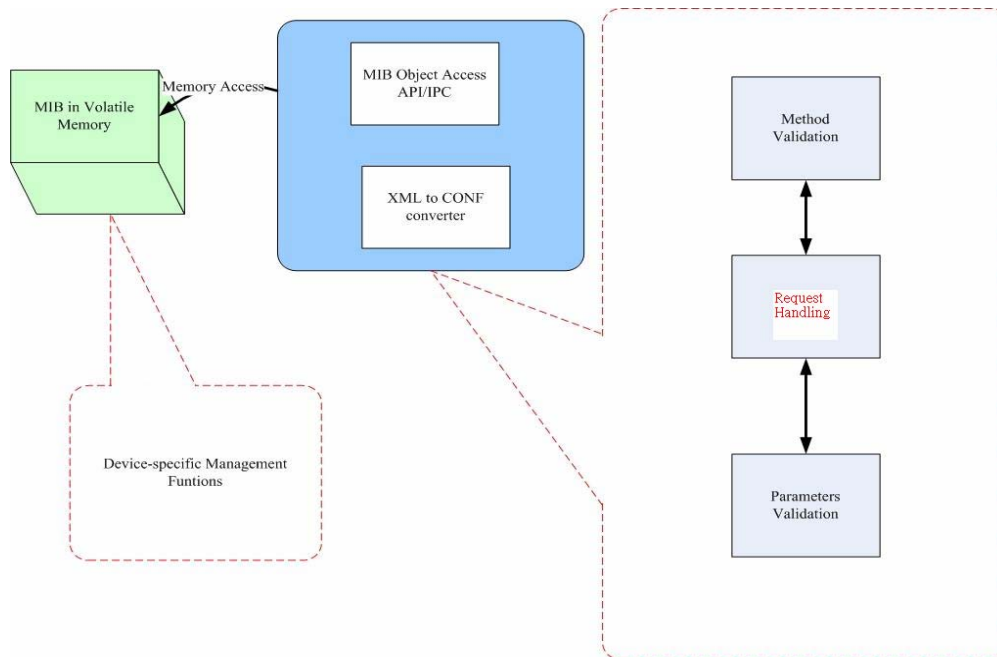 MIB in Volatile
Memory
Memory Access
MIB Object Access
API/IPC
XML to CONF
converter
Method
Validation
Request
Handling
Parameters
Validation
Device-specific Management
Funtions